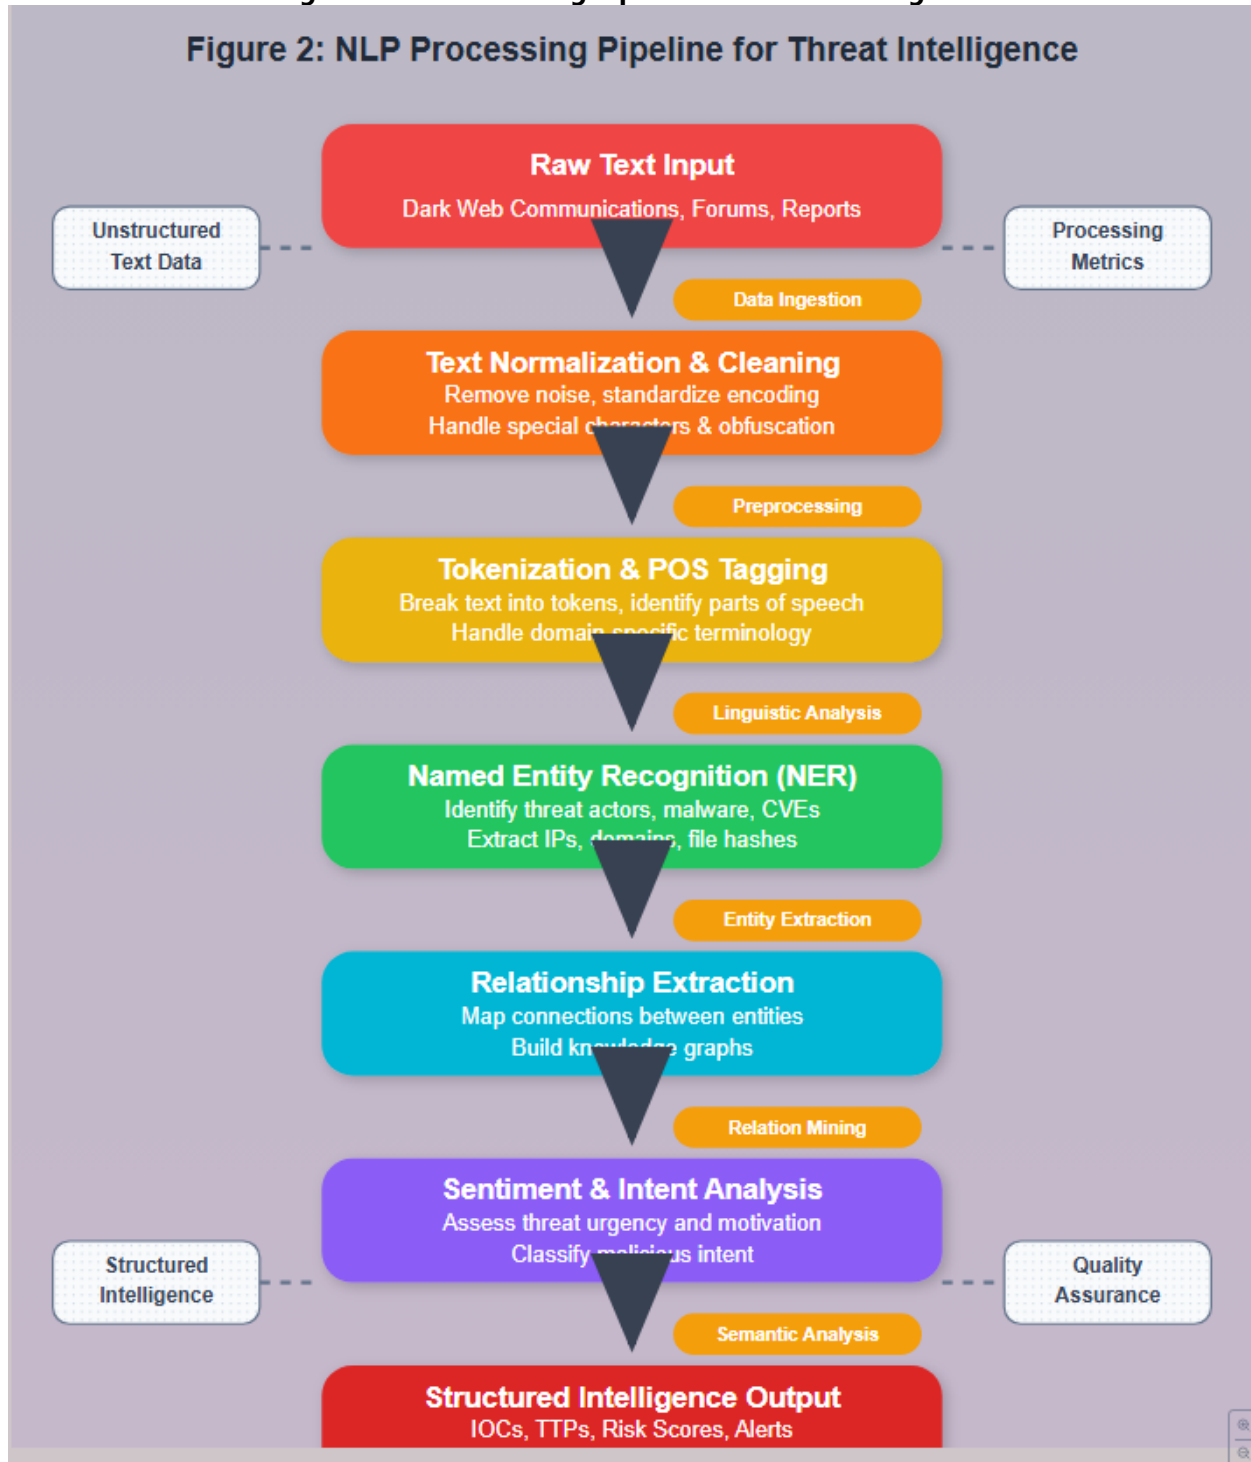 Figure 2: NLP Processing Pipeline for Threat Intelligence
Raw Text Input
Dark Web Communications, Forums, Reports
Unstructured
Text Data
Processing
Metrics
Data Ingestion
Text Normalization & Cleaning
Remove noise, standardize encoding
Handle special characters & obfuscation
Preprocessing
Tokenization & POS Tagging
Break text into tokens, identify parts of speech
Handle domain-specific terminology
Linguistic Analysis
Named Entity Recognition (NER)
Identify threat actors, malware, CVEs
Extract IPs, domains, file hashes
Entity Extraction
Relationship Extraction
Map connections between entities
Build knowledge graphs
Relation Mining
Sentiment & Intent Analysis
Assess threat urgency and motivation
Classify malicious intent
Structured
Intelligence
Quality
Assurance
Semantic Analysis
Structured Intelligence Output
IOCs, TTPs, Risk Scores, Alerts